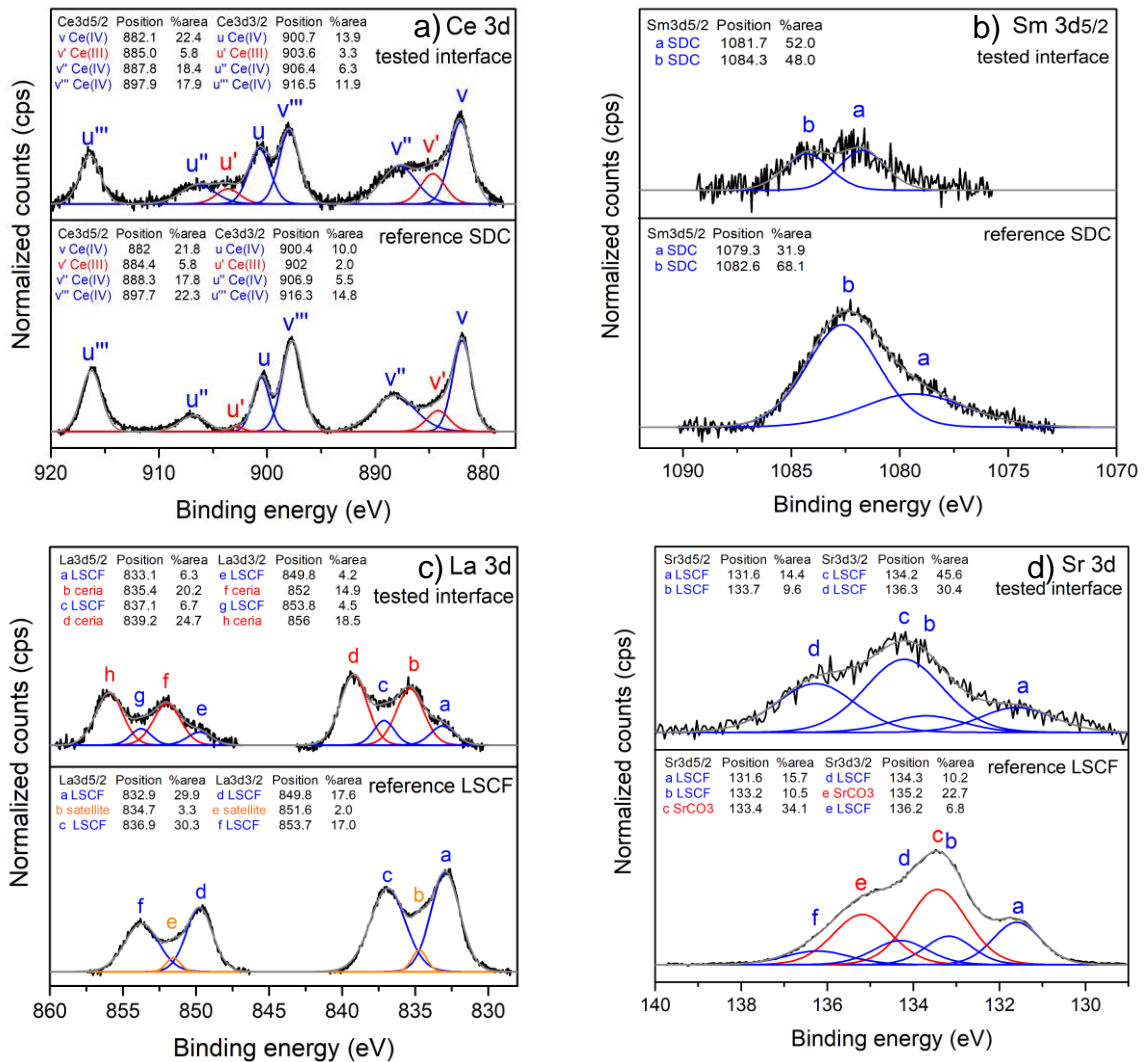 Ce3d5/2 Position %area Ce3d3/2 Position %area
v Ce(IV) 882.1 22.4 u Ce(IV) 900.7 13.9
v' Ce(III) 885.0 5.8 u' Ce(III) 903.6 3.3
v'' Ce(IV) 887.8 18.4 u'' Ce(IV) 906.4 6.3
v''' Ce(IV) 897.9 17.9 u''' Ce(IV) 916.5 11.9
a) Ce 3d
tested interface
u''' u'' u' u v''' v'' v' v
Ce3d5/2 Position %area Ce3d3/2 Position %area
v Ce(IV) 882 21.8 u Ce(IV) 900.4 10.0
v' Ce(III) 884.4 5.8 u' Ce(III) 902 2.0
v'' Ce(IV) 888.3 17.8 u'' Ce(IV) 906.9 5.5
v''' Ce(IV) 897.7 22.3 u''' Ce(IV) 916.3 14.8
reference SDC
u''' u'' u' u v''' v'' v' v
Normalized counts (cps)
920 910 900 890 880
Binding energy (eV)
Sm3d5/2 Position %area
a SDC 1081.7 52.0
b SDC 1084.3 48.0
b) Sm 3d5/2
tested interface
b a
Sm3d5/2 Position %area
a SDC 1079.3 31.9
b SDC 1082.6 68.1
reference SDC
b a
Normalized counts (cps)
1090 1085 1080 1075 1070
Binding energy (eV)
La3d5/2 Position %area La3d3/2 Position %area
a LSCF 833.1 6.3 e LSCF 849.8 4.2
b ceria 835.4 20.2 f ceria 852 14.9
c LSCF 837.1 6.7 g LSCF 853.8 4.5
d ceria 839.2 24.7 h ceria 856 18.5
c) La 3d
tested interface
h g f e d c b a
La3d5/2 Position %area La3d3/2 Position %area
a LSCF 832.9 29.9 d LSCF 849.8 17.6
b satellite 834.7 3.3 e satellite 851.6 2.0
c LSCF 836.9 30.3 f LSCF 853.7 17.0
reference LSCF
f e d c b a
Normalized counts (cps)
860 855 850 845 840 835 830
Binding energy (eV)
Sr3d5/2 Position %area Sr3d3/2 Position %area
a LSCF 131.6 14.4 c LSCF 134.2 45.6
b LSCF 133.7 9.6 d LSCF 136.3 30.4
d) Sr 3d
tested interface
d c b a
Sr3d5/2 Position %area Sr3d3/2 Position %area
a LSCF 131.6 15.7 d LSCF 134.3 10.2
b LSCF 133.2 10.5 e SrCO3 135.2 22.7
c SrCO3 133.4 34.1 e LSCF 136.2 6.8
reference LSCF
f e d c b a
Normalized counts (cps)
140 138 136 134 132 130
Binding energy (eV)